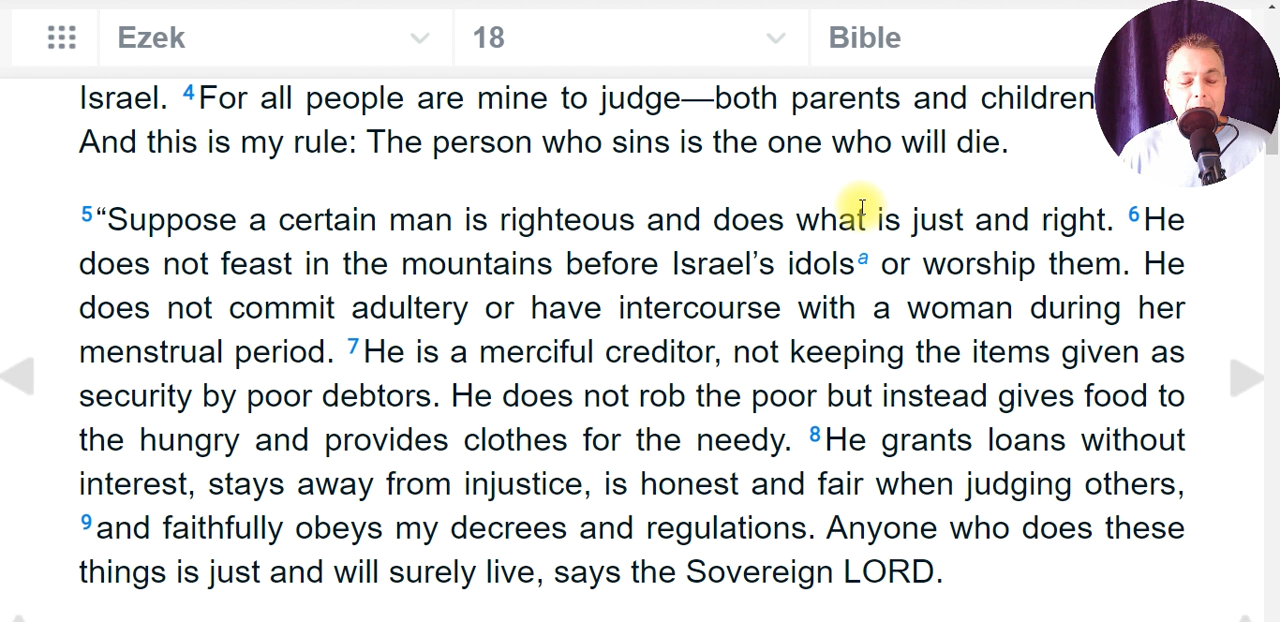 Ezek 18 Bible
Israel. 4For all people are mine to judge—both parents and children
And this is my rule: The person who sins is the one who will die.
5“Suppose a certain man is righteous and does what is just and right. 6He
does not feast in the mountains before Israel’s idolsa or worship them. He
does not commit adultery or have intercourse with a woman during her
menstrual period. 7He is a merciful creditor, not keeping the items given as
security by poor debtors. He does not rob the poor but instead gives food to
the hungry and provides clothes for the needy. 8He grants loans without
interest, stays away from injustice, is honest and fair when judging others,
9and faithfully obeys my decrees and regulations. Anyone who does these
things is just and will surely live, says the Sovereign LORD.